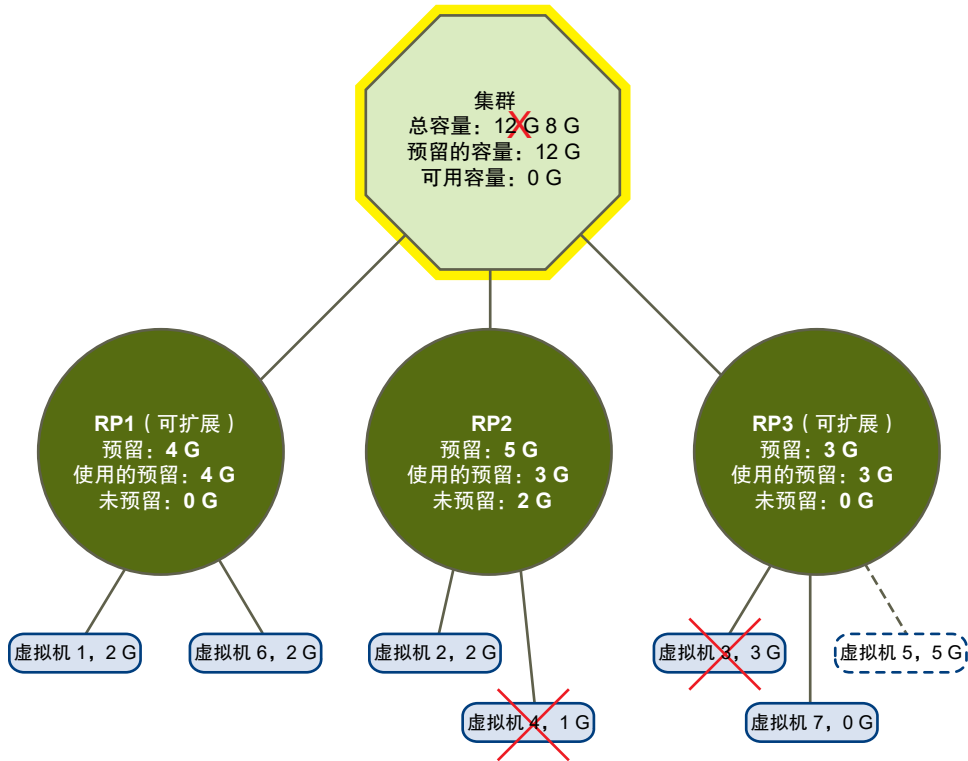 集群
总容量：12 G 8 G
预留的容量：12 G
可用容量：0 G
RP1（可扩展）
预留：4 G
使用的预留：4 G
未预留：0 G
RP2
预留：5 G
使用的预留：3 G
未预留：2 G
RP3（可扩展）
预留：3 G
使用的预留：3 G
未预留：0 G
虚拟机 1，2 G
虚拟机 6，2 G
虚拟机 2，2 G
虚拟机 3，3 G
虚拟机 5，5 G
虚拟机 4，1 G
虚拟机 7，0 G